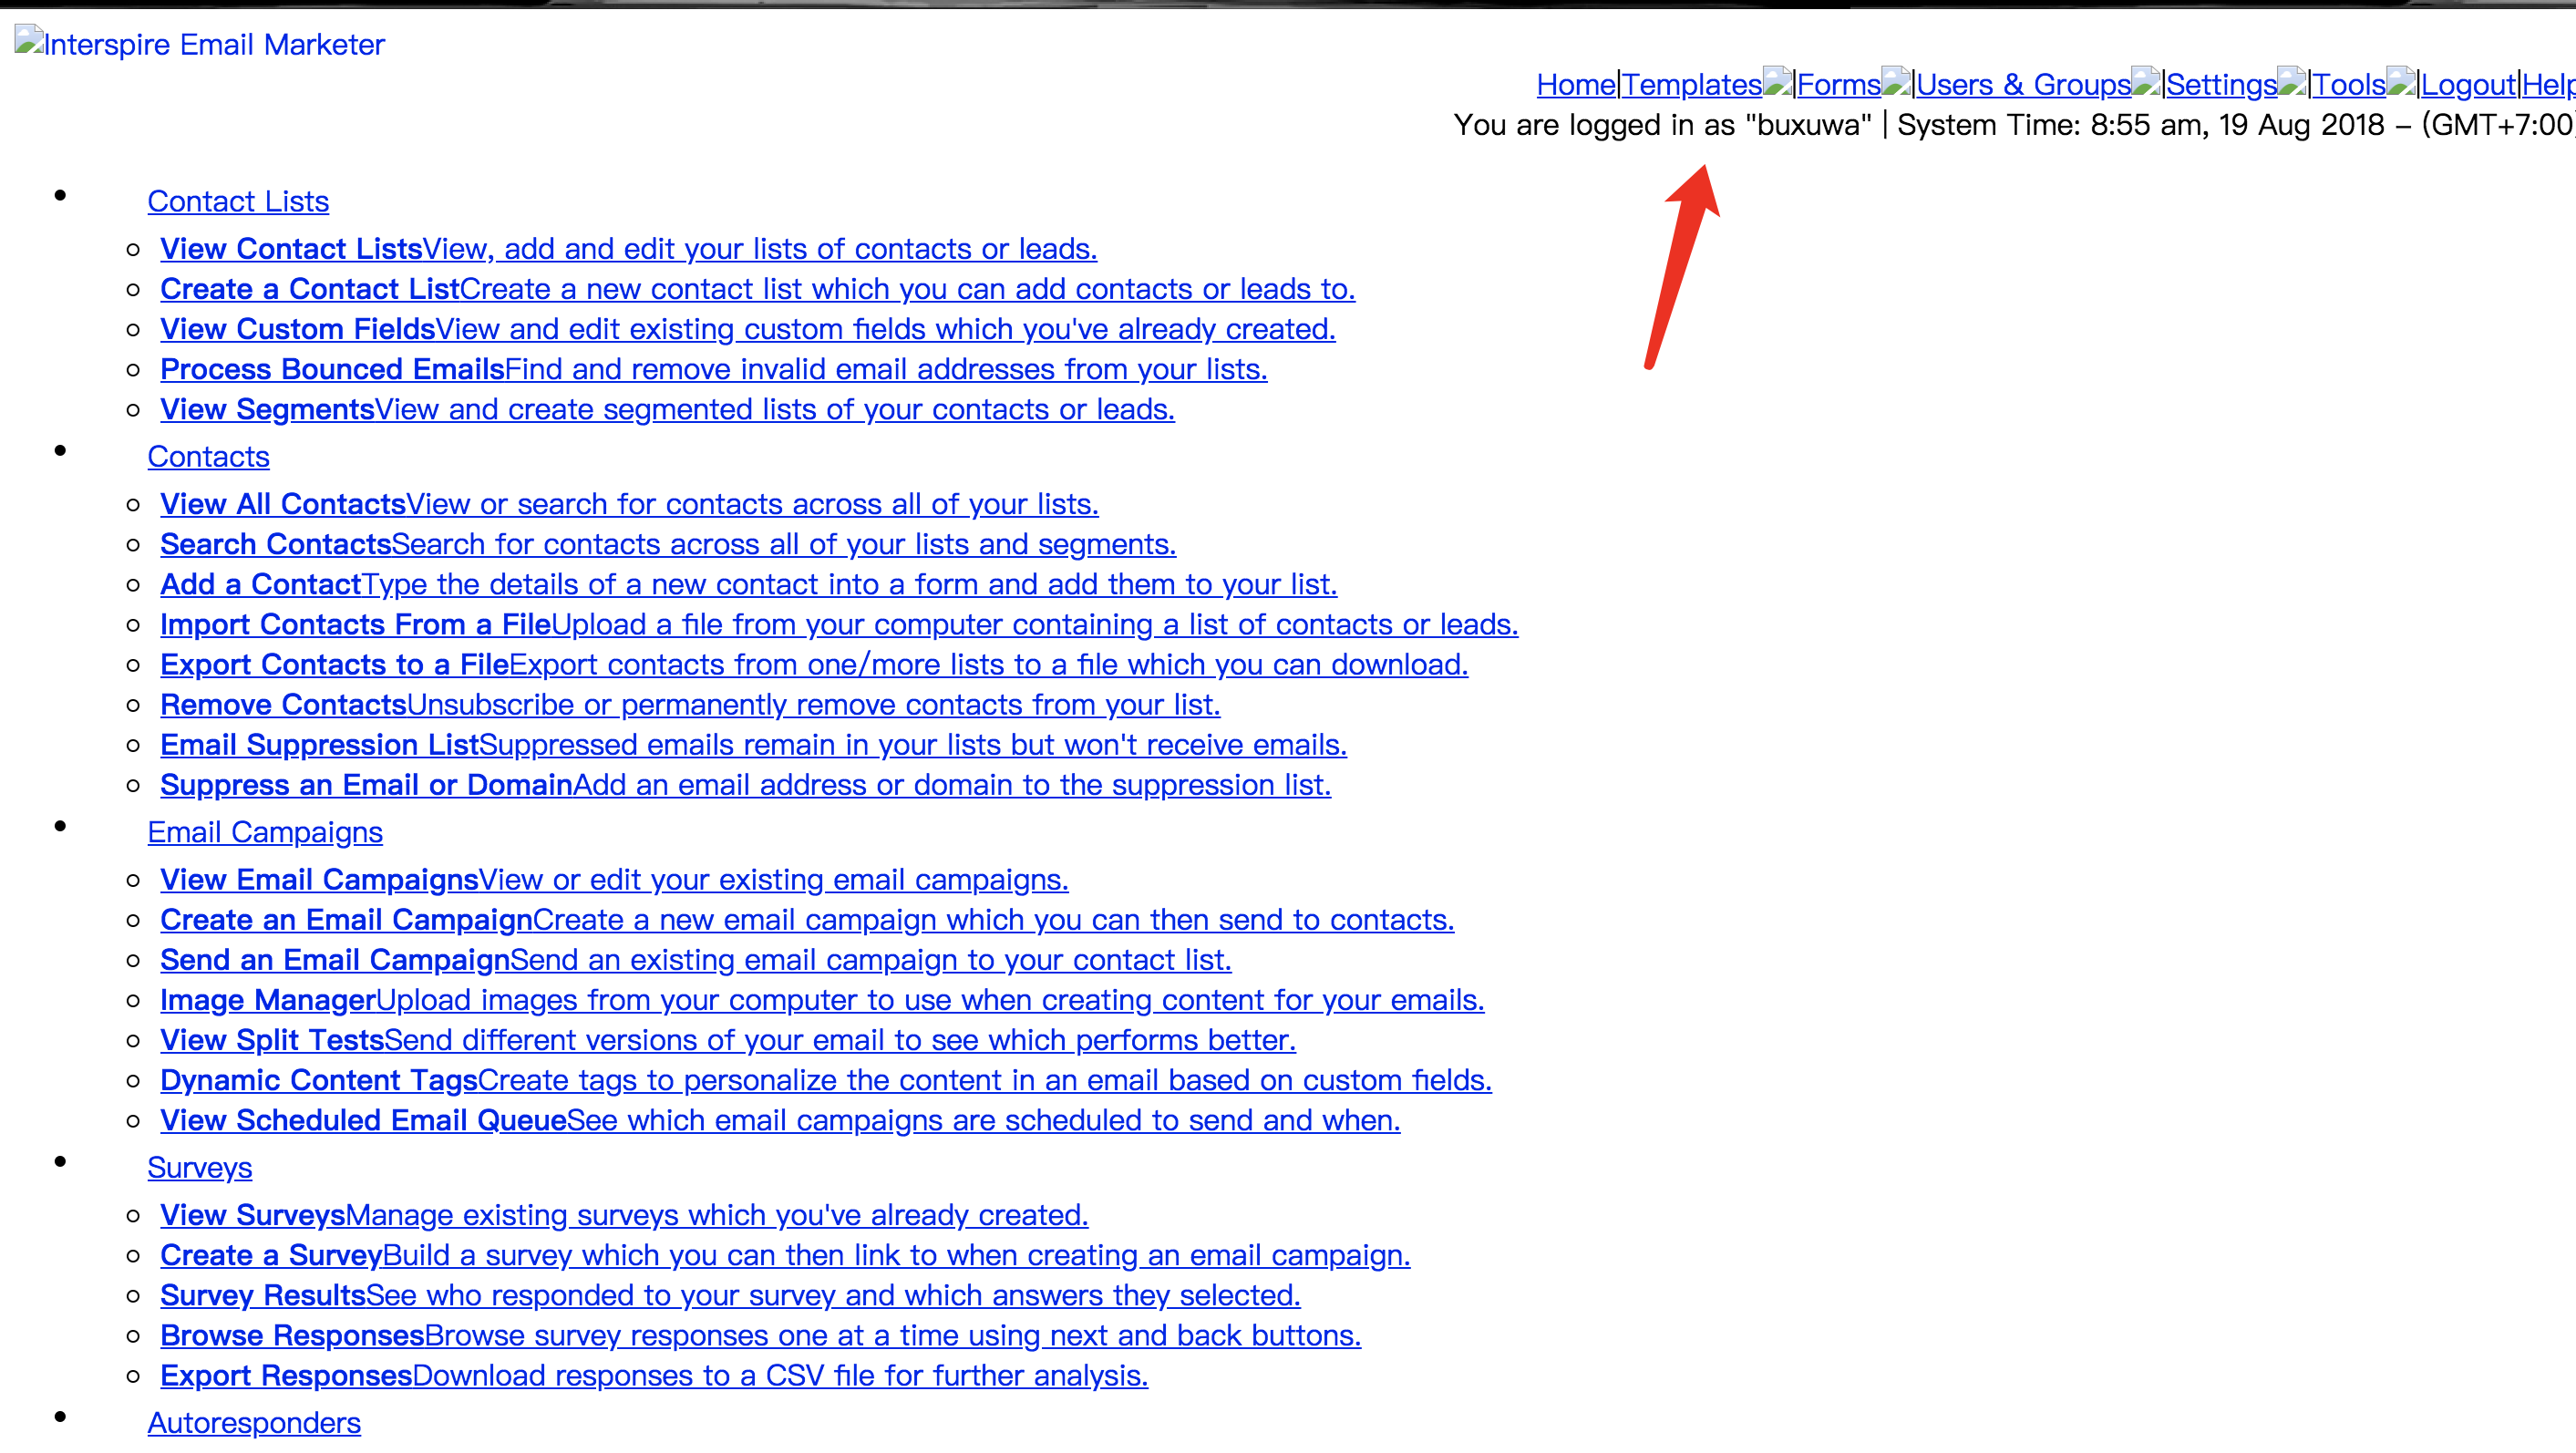 Interspire Email Marketer
Home|Templates|Forms|Users & Groups|Settings|Tools|Logout|Help
You are logged in as "buxuwa" | System Time: 8:55 am, 19 Aug 2018 – (GMT+7:00)
Contact Lists
View Contact ListsView, add and edit your lists of contacts or leads.
Create a Contact ListCreate a new contact list which you can add contacts or leads to.
View Custom FieldsView and edit existing custom fields which you've already created.
Process Bounced EmailsFind and remove invalid email addresses from your lists.
View SegmentsView and create segmented lists of your contacts or leads.
Contacts
View All ContactsView or search for contacts across all of your lists.
Search ContactsSearch for contacts across all of your lists and segments.
Add a ContactType the details of a new contact into a form and add them to your list.
Import Contacts From a FileUpload a file from your computer containing a list of contacts or leads.
Export Contacts to a FileExport contacts from one/more lists to a file which you can download.
Remove ContactsUnsubscribe or permanently remove contacts from your list.
Email Suppression ListSuppressed emails remain in your lists but won't receive emails.
Suppress an Email or DomainAdd an email address or domain to the suppression list.
Email Campaigns
View Email CampaignsView or edit your existing email campaigns.
Create an Email CampaignCreate a new email campaign which you can then send to contacts.
Send an Email CampaignSend an existing email campaign to your contact list.
Image ManagerUpload images from your computer to use when creating content for your emails.
View Split TestsSend different versions of your email to see which performs better.
Dynamic Content TagsCreate tags to personalize the content in an email based on custom fields.
View Scheduled Email QueueSee which email campaigns are scheduled to send and when.
Surveys
View SurveysManage existing surveys which you've already created.
Create a SurveyBuild a survey which you can then link to when creating an email campaign.
Survey ResultsSee who responded to your survey and which answers they selected.
Browse ResponsesBrowse survey responses one at a time using next and back buttons.
Export ResponsesDownload responses to a CSV file for further analysis.
Autoresponders